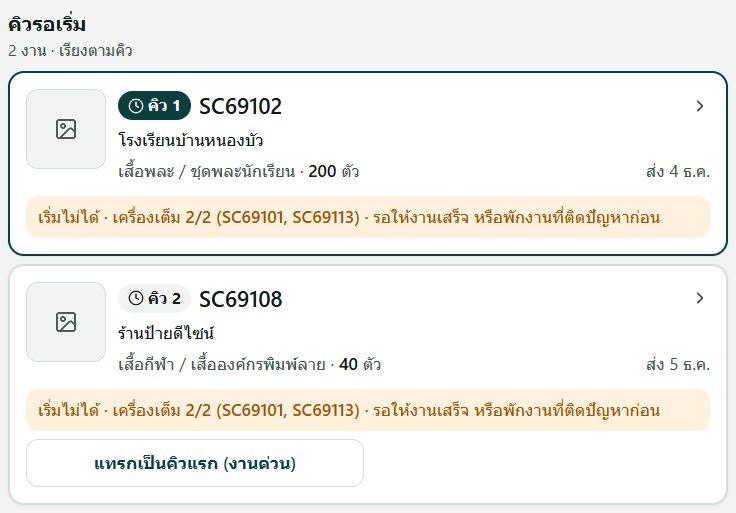 คิวรอเริ่ม
2 งาน · เรียงตามคิว
คิว 1 SC69102
โรงเรียนบ้านหนองบัว
เสื้อพละ / ชุดพละนักเรียน · 200 ตัว ส่ง 4 ธ.ค.
เริ่มไม่ได้ · เครื่องเต็ม 2/2 (SC69101, SC69113) · รอให้งานเสร็จ หรือพักงานที่ติดปัญหาก่อน
คิว 2 SC69108
ร้านป้ายดีไซน์
เสื้อกีฬา / เสื้อองค์กรพิมพ์ลาย · 40 ตัว ส่ง 5 ธ.ค.
เริ่มไม่ได้ · เครื่องเต็ม 2/2 (SC69101, SC69113) · รอให้งานเสร็จ หรือพักงานที่ติดปัญหาก่อน
แทรกเป็นคิวแรก (งานด่วน)